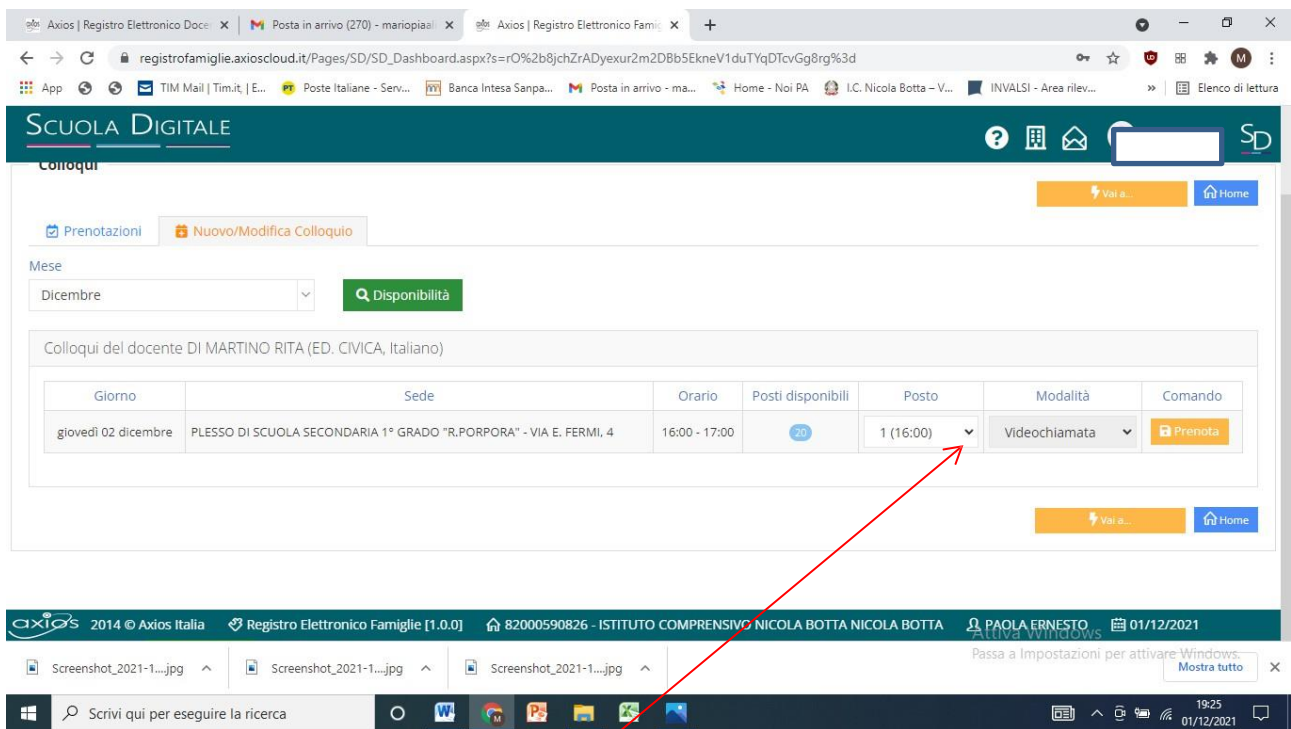 Axios | Registro Elettronico Doce
Posta in arrivo (270) - mariopiaa
Axios | Registro Elettronico Fami
registrofamiglie.axioscloud.it/Pages/SD/SD_Dashboard.aspx?s=rO%2b8jchZrADyexur2m2DBb5EkneV1duTYqDTcvGg8rg%3d
M
App
TIM Mail | Tim.it, | E...
Poste Italiane - Serv...
Banca Intesa Sanpa...
Posta in arrivo - ma...
Home - Noi PA
I.C. Nicola Botta – V...
INVALSI - Area rilev...
»
Elenco di lettura
SCUOLA DIGITALE
SD
Colloqui
Vai a...
Home
Prenotazioni
Nuovo/Modifica Colloquio
Mese
Dicembre
Disponibilità
Colloqui del docente DI MARTINO RITA (ED. CIVICA, Italiano)
Giorno Sede Orario Posti disponibili Posto Modalità Comando
giovedì 02 dicembre PLESSO DI SCUOLA SECONDARIA 1° GRADO "R.PORPORA" - VIA E. FERMI, 4 16:00 - 17:00 20 1 (16:00) Videochiamata Prenota
Vai a...
Home
axios 2014 © Axios Italia Registro Elettronico Famiglie [1.0.0] 82000590826 - ISTITUTO COMPRENSIVO NICOLA BOTTA NICOLA BOTTA PAOLA ERNESTO 01/12/2021
Attiva Windows
Passa a Impostazioni per attivare Windows.
Screenshot_2021-1....jpg
Screenshot_2021-1....jpg
Screenshot_2021-1....jpg
Mostra tutto
Scrivi qui per eseguire la ricerca
19:25
01/12/2021